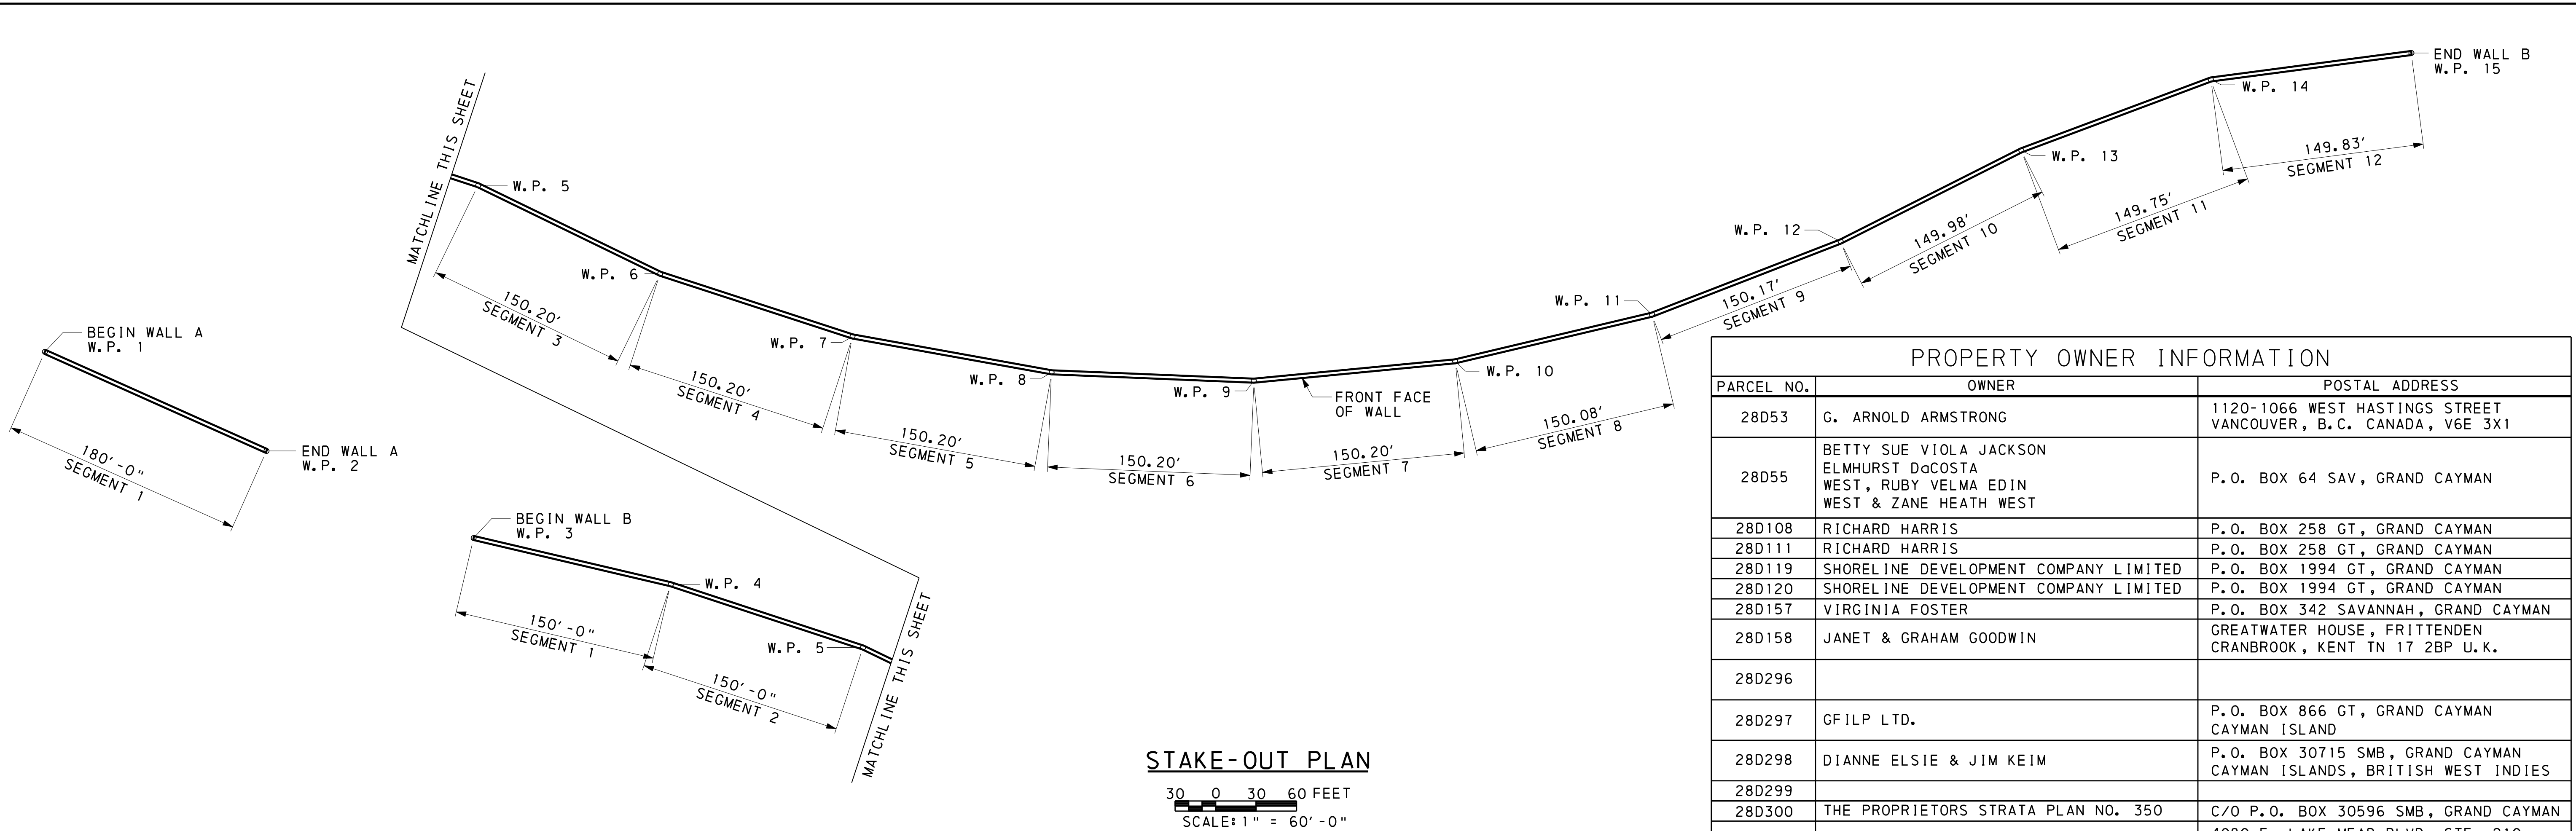 BEGIN WALL A
W.P. 1
180'-0"
SEGMENT 1
END WALL A
W.P. 2
MATCHLINE THIS SHEET
W.P. 5
150.20'
SEGMENT 3
W.P. 6
150.20'
SEGMENT 4
W.P. 7
150.20'
SEGMENT 5
W.P. 8
150.20'
SEGMENT 6
W.P. 9
FRONT FACE
OF WALL
150.20'
SEGMENT 7
W.P. 10
150.08'
SEGMENT 8
W.P. 11
150.17'
SEGMENT 9
W.P. 12
149.98'
SEGMENT 10
W.P. 13
149.75'
SEGMENT 11
W.P. 14
149.83'
SEGMENT 12
END WALL B
W.P. 15
BEGIN WALL B
W.P. 3
150'-0"
SEGMENT 1
W.P. 4
150'-0"
SEGMENT 2
W.P. 5
MATCHLINE THIS SHEET
STAKE-OUT PLAN
30 0 30 60 FEET
SCALE: 1" = 60'-0"
PROPERTY OWNER INFORMATION
PARCEL NO. OWNER POSTAL ADDRESS
28D53 G. ARNOLD ARMSTRONG 1120-1066 WEST HASTINGS STREET
VANCOUVER, B.C. CANADA, V6E 3X1
28D55 BETTY SUE VIOLA JACKSON
ELMHURST DaCOSTA
WEST, RUBY VELMA EDIN
WEST & ZANE HEATH WEST
P.O. BOX 64 SAV, GRAND CAYMAN
28D108 RICHARD HARRIS P.O. BOX 258 GT, GRAND CAYMAN
28D111 RICHARD HARRIS P.O. BOX 258 GT, GRAND CAYMAN
28D119 SHORELINE DEVELOPMENT COMPANY LIMITED P.O. BOX 1994 GT, GRAND CAYMAN
28D120 SHORELINE DEVELOPMENT COMPANY LIMITED P.O. BOX 1994 GT, GRAND CAYMAN
28D157 VIRGINIA FOSTER P.O. BOX 342 SAVANNAH, GRAND CAYMAN
28D158 JANET & GRAHAM GOODWIN GREATWATER HOUSE, FRITTENDEN
CRANBROOK, KENT TN 17 2BP U.K.
28D296
28D297 GFILP LTD. P.O. BOX 866 GT, GRAND CAYMAN
CAYMAN ISLAND
28D298 DIANNE ELSIE & JIM KEIM P.O. BOX 30715 SMB, GRAND CAYMAN
CAYMAN ISLANDS, BRITISH WEST INDIES
28D299
28D300 THE PROPRIETORS STRATA PLAN NO. 350 C/O P.O. BOX 30596 SMB, GRAND CAYMAN